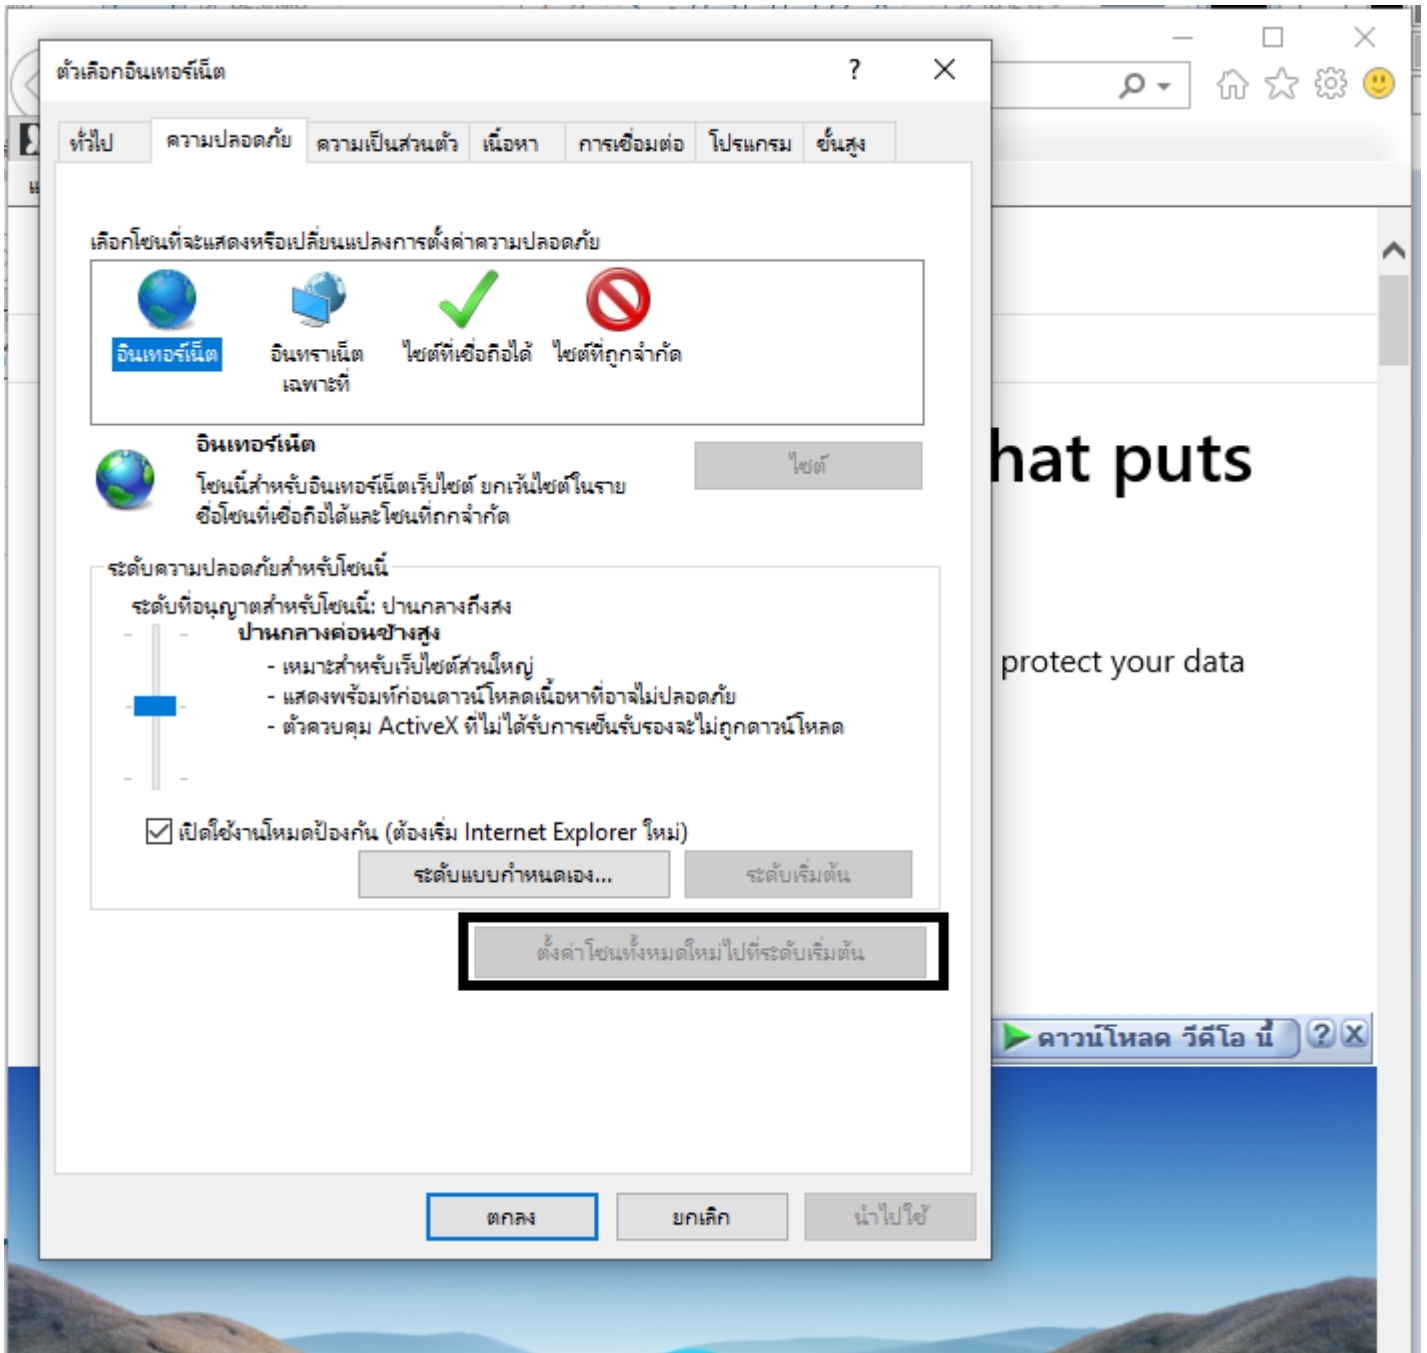 ตัวเลือกอินเทอร์เน็ต
ทั่วไป ความปลอดภัย ความเป็นส่วนตัว เนื้อหา การเชื่อมต่อ โปรแกรม ขั้นสูง
เลือกโซนที่จะแสดงหรือเปลี่ยนแปลงการตั้งค่าความปลอดภัย
อินเทอร์เน็ต อินทราเน็ต ไซต์ที่เชื่อถือได้ ไซต์ที่ถูกจำกัด
เฉพาะที่
อินเทอร์เน็ต
ไซต์
โซนนี้สำหรับอินเทอร์เน็ตเว็บไซต์ ยกเว้นไซต์ในราย
ชื่อโซนที่เชื่อถือได้และโซนที่ถูกจำกัด
ระดับความปลอดภัยสำหรับโซนนี้
ระดับที่อนุญาตสำหรับโซนนี้: ปานกลางถึงสูง
ปานกลางค่อนข้างสูง
- เหมาะสำหรับเว็บไซต์ส่วนใหญ่
- แสดงพร้อมท์ก่อนดาวน์โหลดเนื้อหาที่อาจไม่ปลอดภัย
- ตัวควบคุม ActiveX ที่ไม่ได้รับการเซ็นรับรองจะไม่ถูกดาวน์โหลด
เปิดใช้งานโหมดป้องกัน (ต้องเริ่ม Internet Explorer ใหม่)
ระดับแบบกำหนดเอง... ระดับเริ่มต้น
ตั้งค่าโซนทั้งหมดใหม่ไปที่ระดับเริ่มต้น
ตกลง ยกเลิก นำไปใช้
hat puts
protect your data
ดาวน์โหลด วีดีโอ นี้